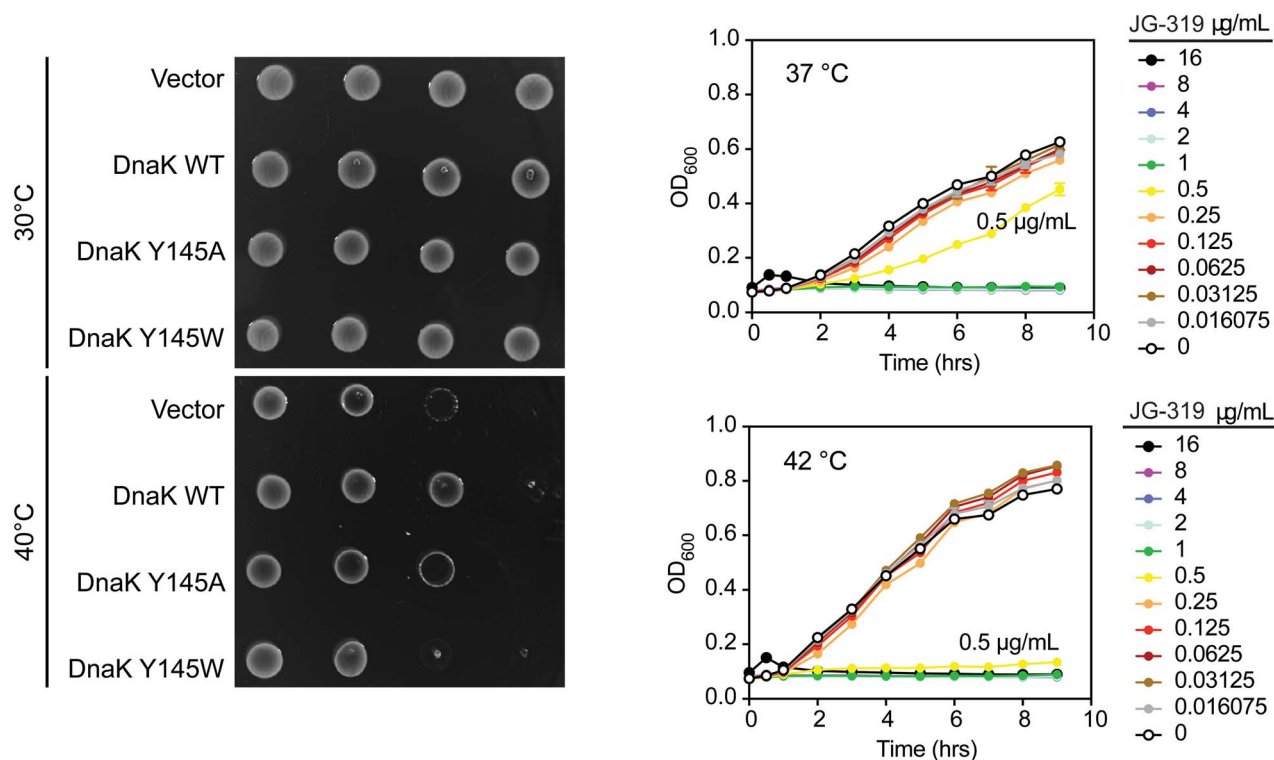 30°C
Vector
DnaK WT
DnaK Y145A
DnaK Y145W
40°C
Vector
DnaK WT
DnaK Y145A
DnaK Y145W
37 °C
OD600
1.0
0.8
0.6
0.4
0.2
0.0
0.5 µg/mL
0 2 4 6 8 10
Time (hrs)
JG-319 µg/mL
16
8
4
2
1
0.5
0.25
0.125
0.0625
0.03125
0.016075
0
42 °C
OD600
1.0
0.8
0.6
0.4
0.2
0.0
0.5 µg/mL
0 2 4 6 8 10
Time (hrs)
JG-319 µg/mL
16
8
4
2
1
0.5
0.25
0.125
0.0625
0.03125
0.016075
0